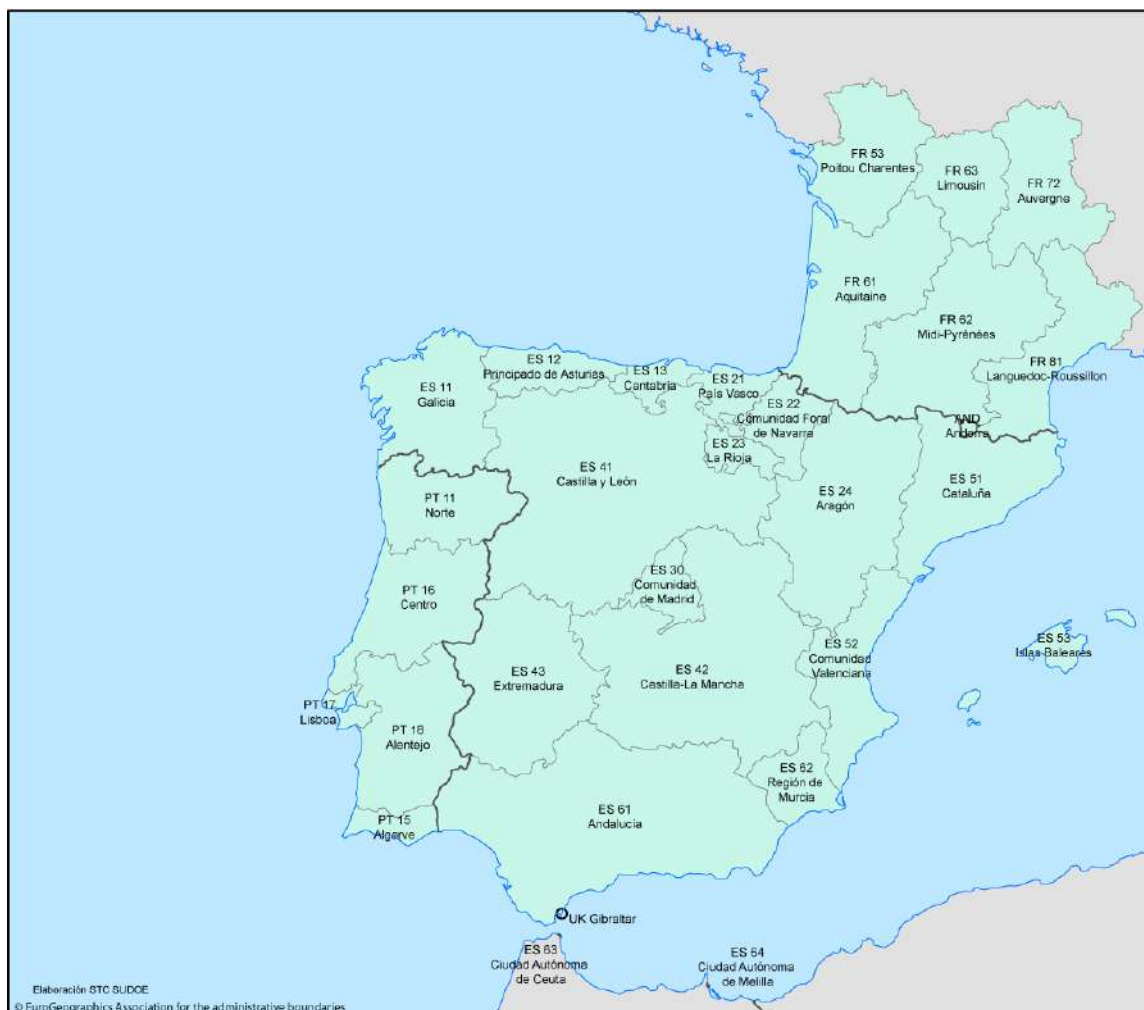 FR 53
Poitou Charentes
FR 63
Limousin
FR 72
Auvergne
FR 61
Aquitaine
FR 62
Midi-Pyrénées
FR 81
Languedoc-Roussillon
ES 11
Galicia
ES 12
Principado de Asturias
ES 13
Cantabria
ES 21
País Vasco
ES 22
Comunidad Foral
de Navarra
ES 23
La Rioja
AND
Andorra
ES 41
Castilla y León
ES 24
Aragón
ES 51
Cataluña
PT 11
Norte
ES 30
Comunidad
de Madrid
PT 16
Centro
ES 43
Extremadura
ES 42
Castilla-La Mancha
ES 52
Comunidad
Valenciana
ES 53
Islas Baleares
PT 17
Lisboa
PT 18
Alentejo
ES 62
Región de
Murcia
PT 15
Algarve
ES 61
Andalucía
UK Gibraltar
ES 63
Ciudad Autónoma
de Ceuta
ES 64
Ciudad Autónoma
de Melilla
Elaboración STC SUDOE
© EuroGeographics Association for the administrative boundaries